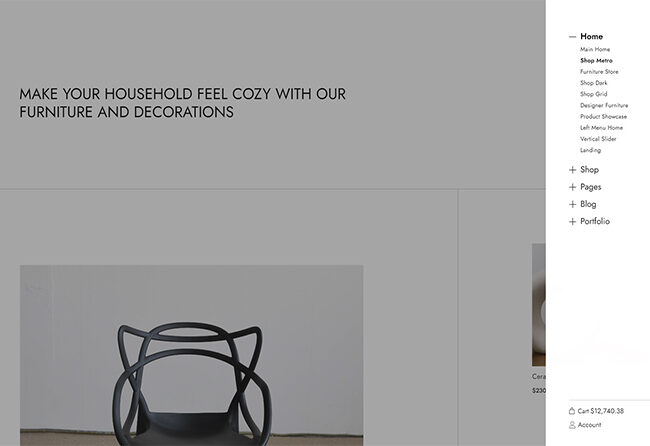 MAKE YOUR HOUSEHOLD FEEL COZY WITH OUR
FURNITURE AND DECORATIONS
Home
Main Home
Shop Metro
Furniture Store
Shop Dark
Shop Grid
Designer Furniture
Product Showcase
Left Menu Home
Vertical Slider
Landing
Shop
Pages
Blog
Portfolio
Cart $12,740.38
Account